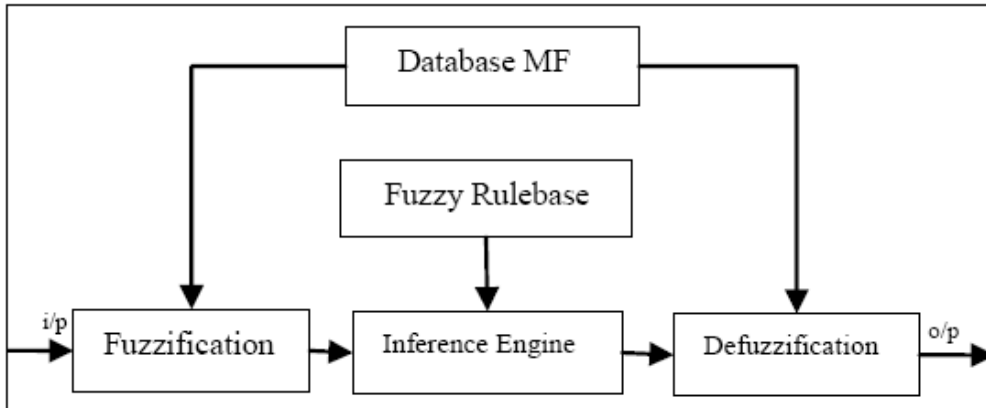 Database MF
Fuzzy Rulebase
i/p
Fuzzification
Inference Engine
Defuzzification
o/p